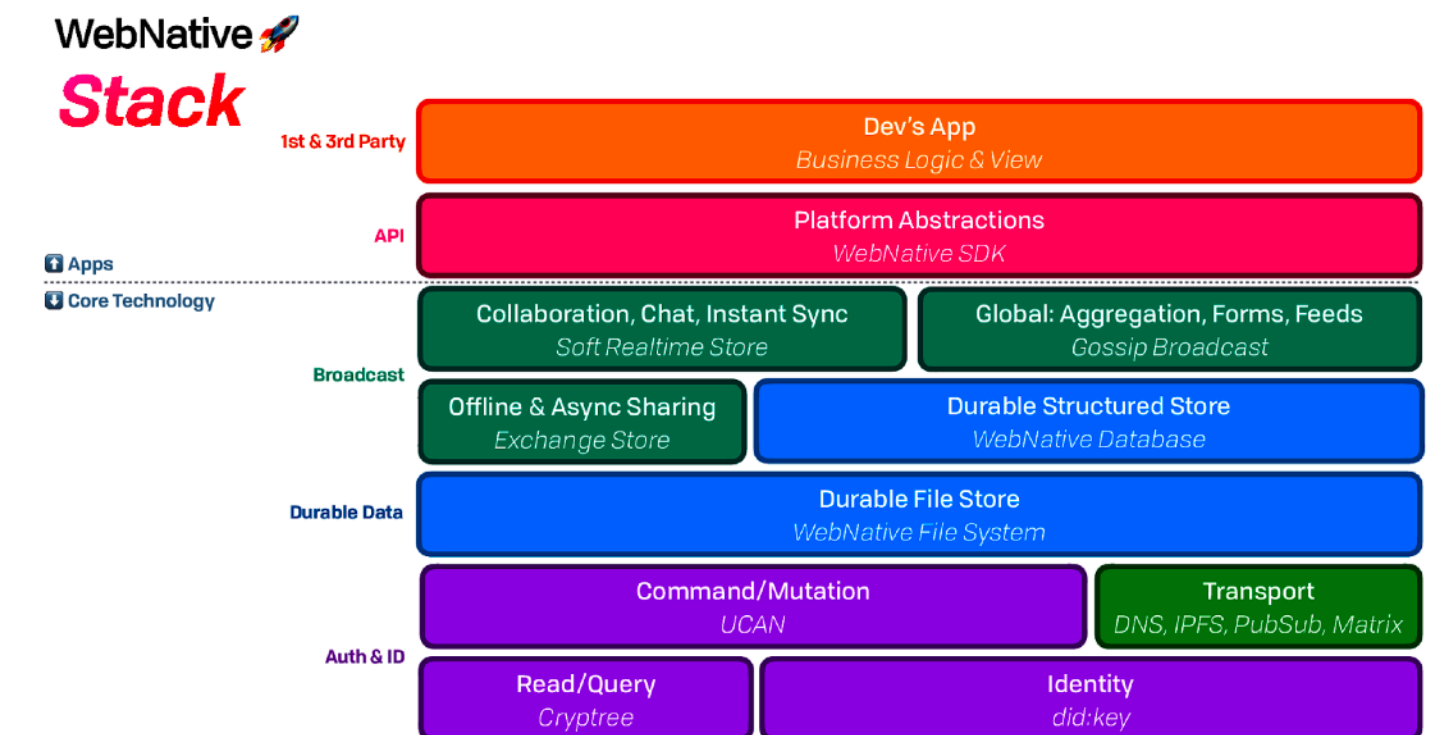 WebNative 🚀
Stack
1st & 3rd Party
Dev's App
Business Logic & View
API
Platform Abstractions
WebNative SDK
⬆ Apps
⬇ Core Technology
Broadcast
Collaboration, Chat, Instant Sync
Soft Realtime Store
Global: Aggregation, Forms, Feeds
Gossip Broadcast
Offline & Async Sharing
Exchange Store
Durable Structured Store
WebNative Database
Durable Data
Durable File Store
WebNative File System
Auth & ID
Command/Mutation
UCAN
Transport
DNS, IPFS, PubSub, Matrix
Read/Query
Cryptree
Identity
did:key